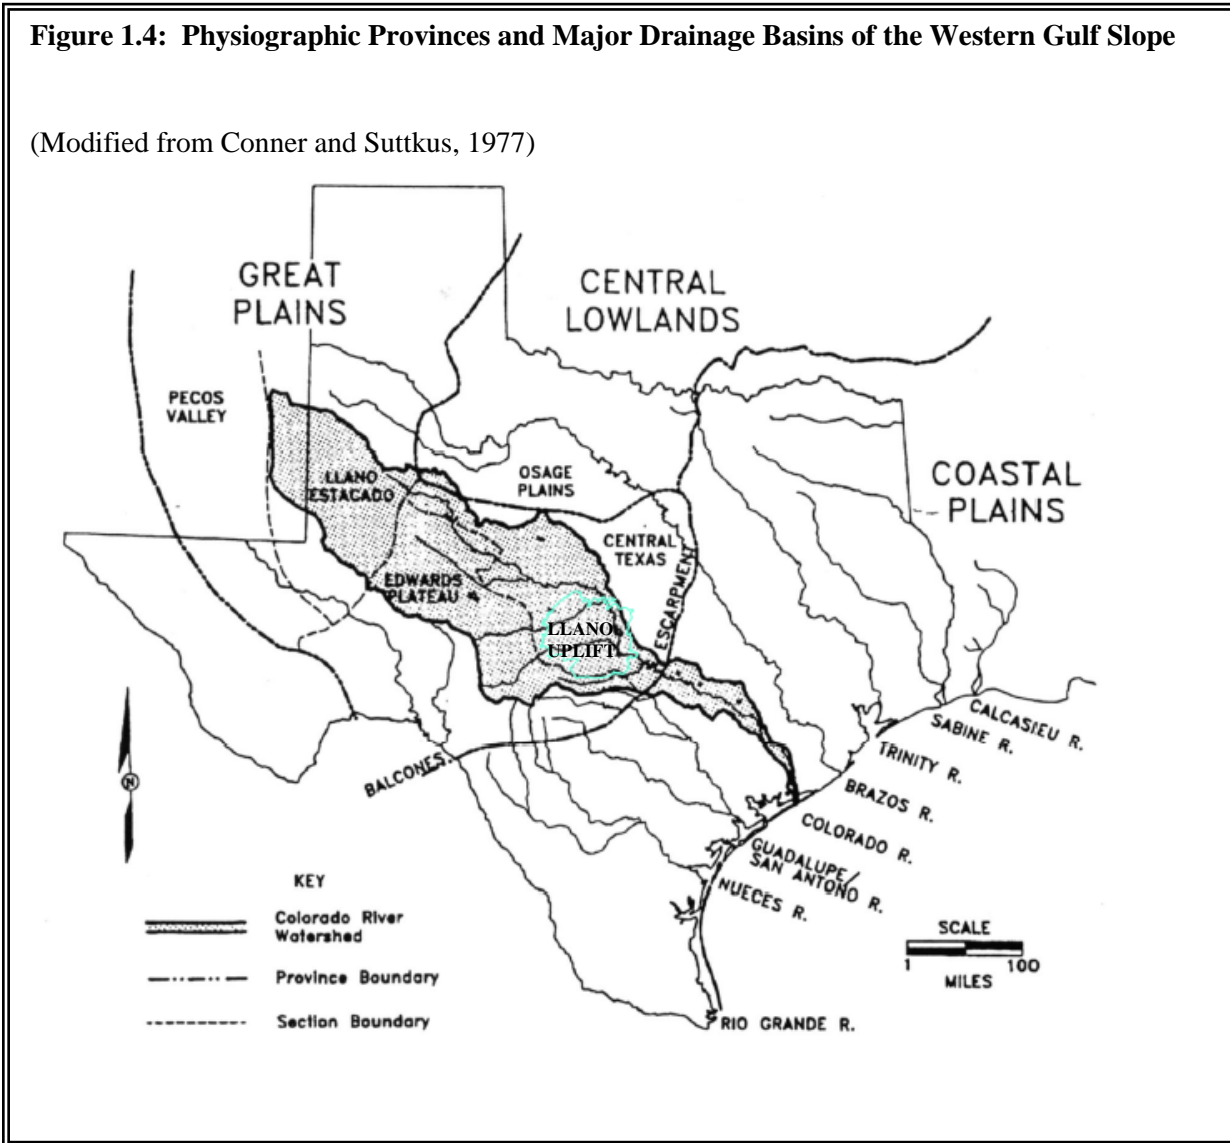 Figure 1.4: Physiographic Provinces and Major Drainage Basins of the Western Gulf Slope
(Modified from Conner and Suttkus, 1977)
GREAT
PLAINS
CENTRAL
LOWLANDS
PECOS
VALLEY
LLANO
ESTACADO
OSAGE
PLAINS
COASTAL
PLAINS
CENTRAL
TEXAS
ESCARPMENT
EDWARDS
PLATEAU
LLANO
UPLIFT
BALCONES
CALCASIEU R.
SABINE R.
TRINITY R.
BRAZOS R.
COLORADO R.
GUADALUPE/
SAN ANTONO R.
NUECES R.
RIO GRANDE R.
N
KEY
Colorado River
Watershed
Province Boundary
Section Boundary
SCALE
1 100
MILES